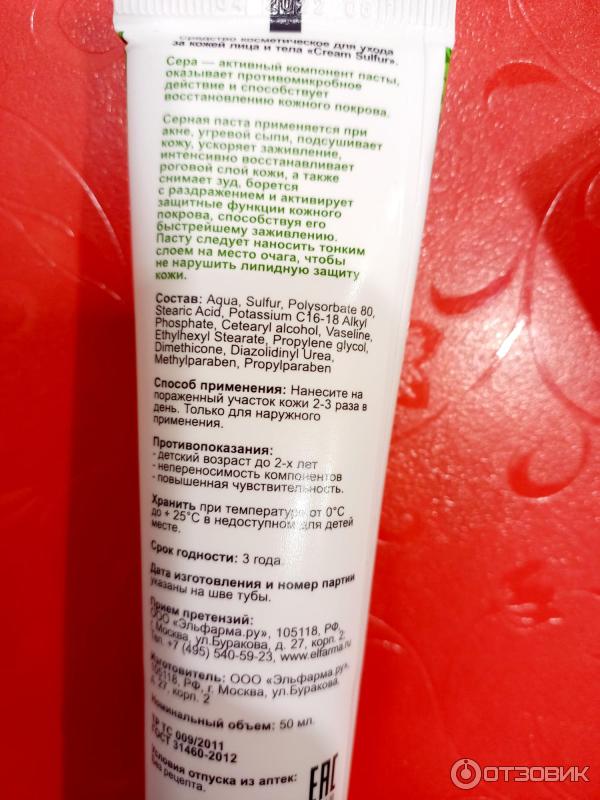 Средство косметическое для ухода
за кожей лица и тела «Cream Sulfur».
Сера — активный компонент пасты,
оказывает противомикробное
действие и способствует
восстановлению кожного покрова.
Серная паста применяется при
акне, угревой сыпи, подсушивает
кожу, ускоряет заживление,
интенсивно восстанавливает
роговой слой кожи, а также
снимает зуд, борется
с раздражением и активирует
защитные функции кожного
покрова, способствуя его
быстрейшему заживлению.
Пасту следует наносить тонким
слоем на место очага, чтобы
не нарушить липидную защиту
кожи.
Состав: Aqua, Sulfur, Polysorbate 80,
Stearic Acid, Potassium C16-18 Alkyl
Phosphate, Cetearyl alcohol, Vaseline,
Ethylhexyl Stearate, Propylene glycol,
Dimethicone, Diazolidinyl Urea,
Methylparaben, Propylparaben
Способ применения: Нанесите на
пораженный участок кожи 2-3 раза в
день. Только для наружного
применения.
Противопоказания:
- детский возраст до 2-х лет
- непереносимость компонентов
- повышенная чувствительность.
Хранить при температуре от 0°С
до + 25°С в недоступном для детей
месте.
Срок годности: 3 года.
Дата изготовления и номер партии
указаны на шве тубы.
Прием претензий:
ООО «Эльфарма.ру», 105118, РФ,
г. Москва, ул.Буракова, д. 27, корп. 2;
Тел. +7 (495) 540-59-23, www.elfarma.ru
Изготовитель: ООО «Эльфарма.ру»,
105118, РФ, г. Москва, ул.Буракова,
д. 27, корп. 2
Номинальный объем: 50 мл.
ТР ТС 009/2011
ГОСТ 31460-2012
Условия отпуска из аптек:
Без рецепта.
EAC
ОТЗОВИК